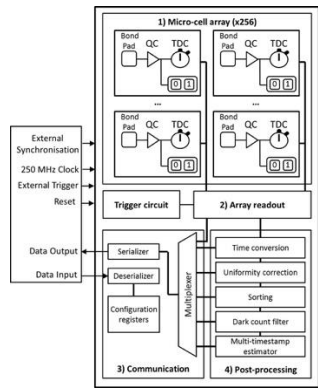 1) Micro-cell array (x256)
Bond Pad QC TDC
0 1
Bond Pad QC TDC
0 1
...
...
Bond Pad QC TDC
0 1
Bond Pad QC TDC
0 1
External Synchronisation
250 MHz Clock
External Trigger
Reset
Data Output
Data Input
Trigger circuit
2) Array readout
Serializer
Deserializer
Configuration registers
Multiplexer
3) Communication
Time conversion
Uniformity correction
Sorting
Dark count filter
Multi-timestamp estimator
4) Post-processing